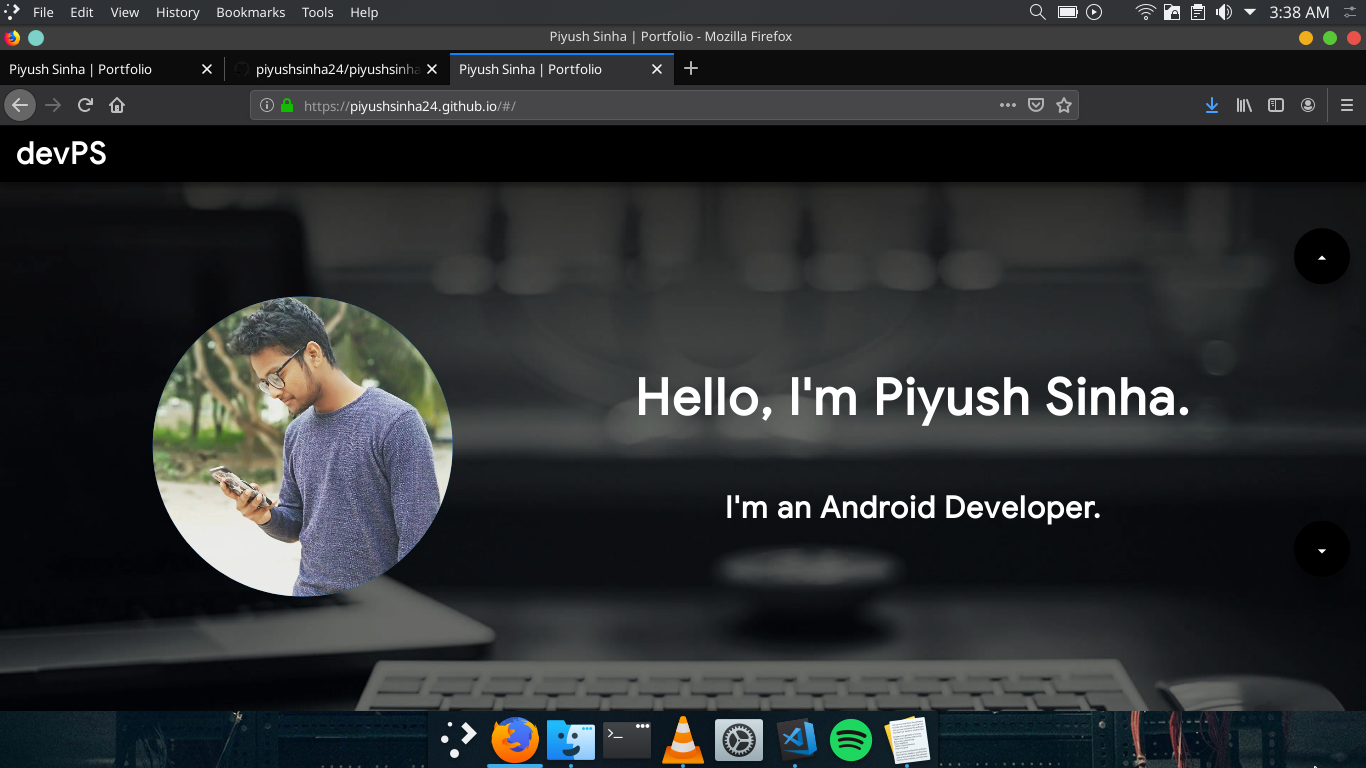 File Edit View History Bookmarks Tools Help 3:38 AM
Piyush Sinha | Portfolio - Mozilla Firefox
Piyush Sinha | Portfolio piyushsinha24/piyushsinha Piyush Sinha | Portfolio
https://piyushsinha24.github.io/#/
devPS
Hello, I'm Piyush Sinha.
I'm an Android Developer.